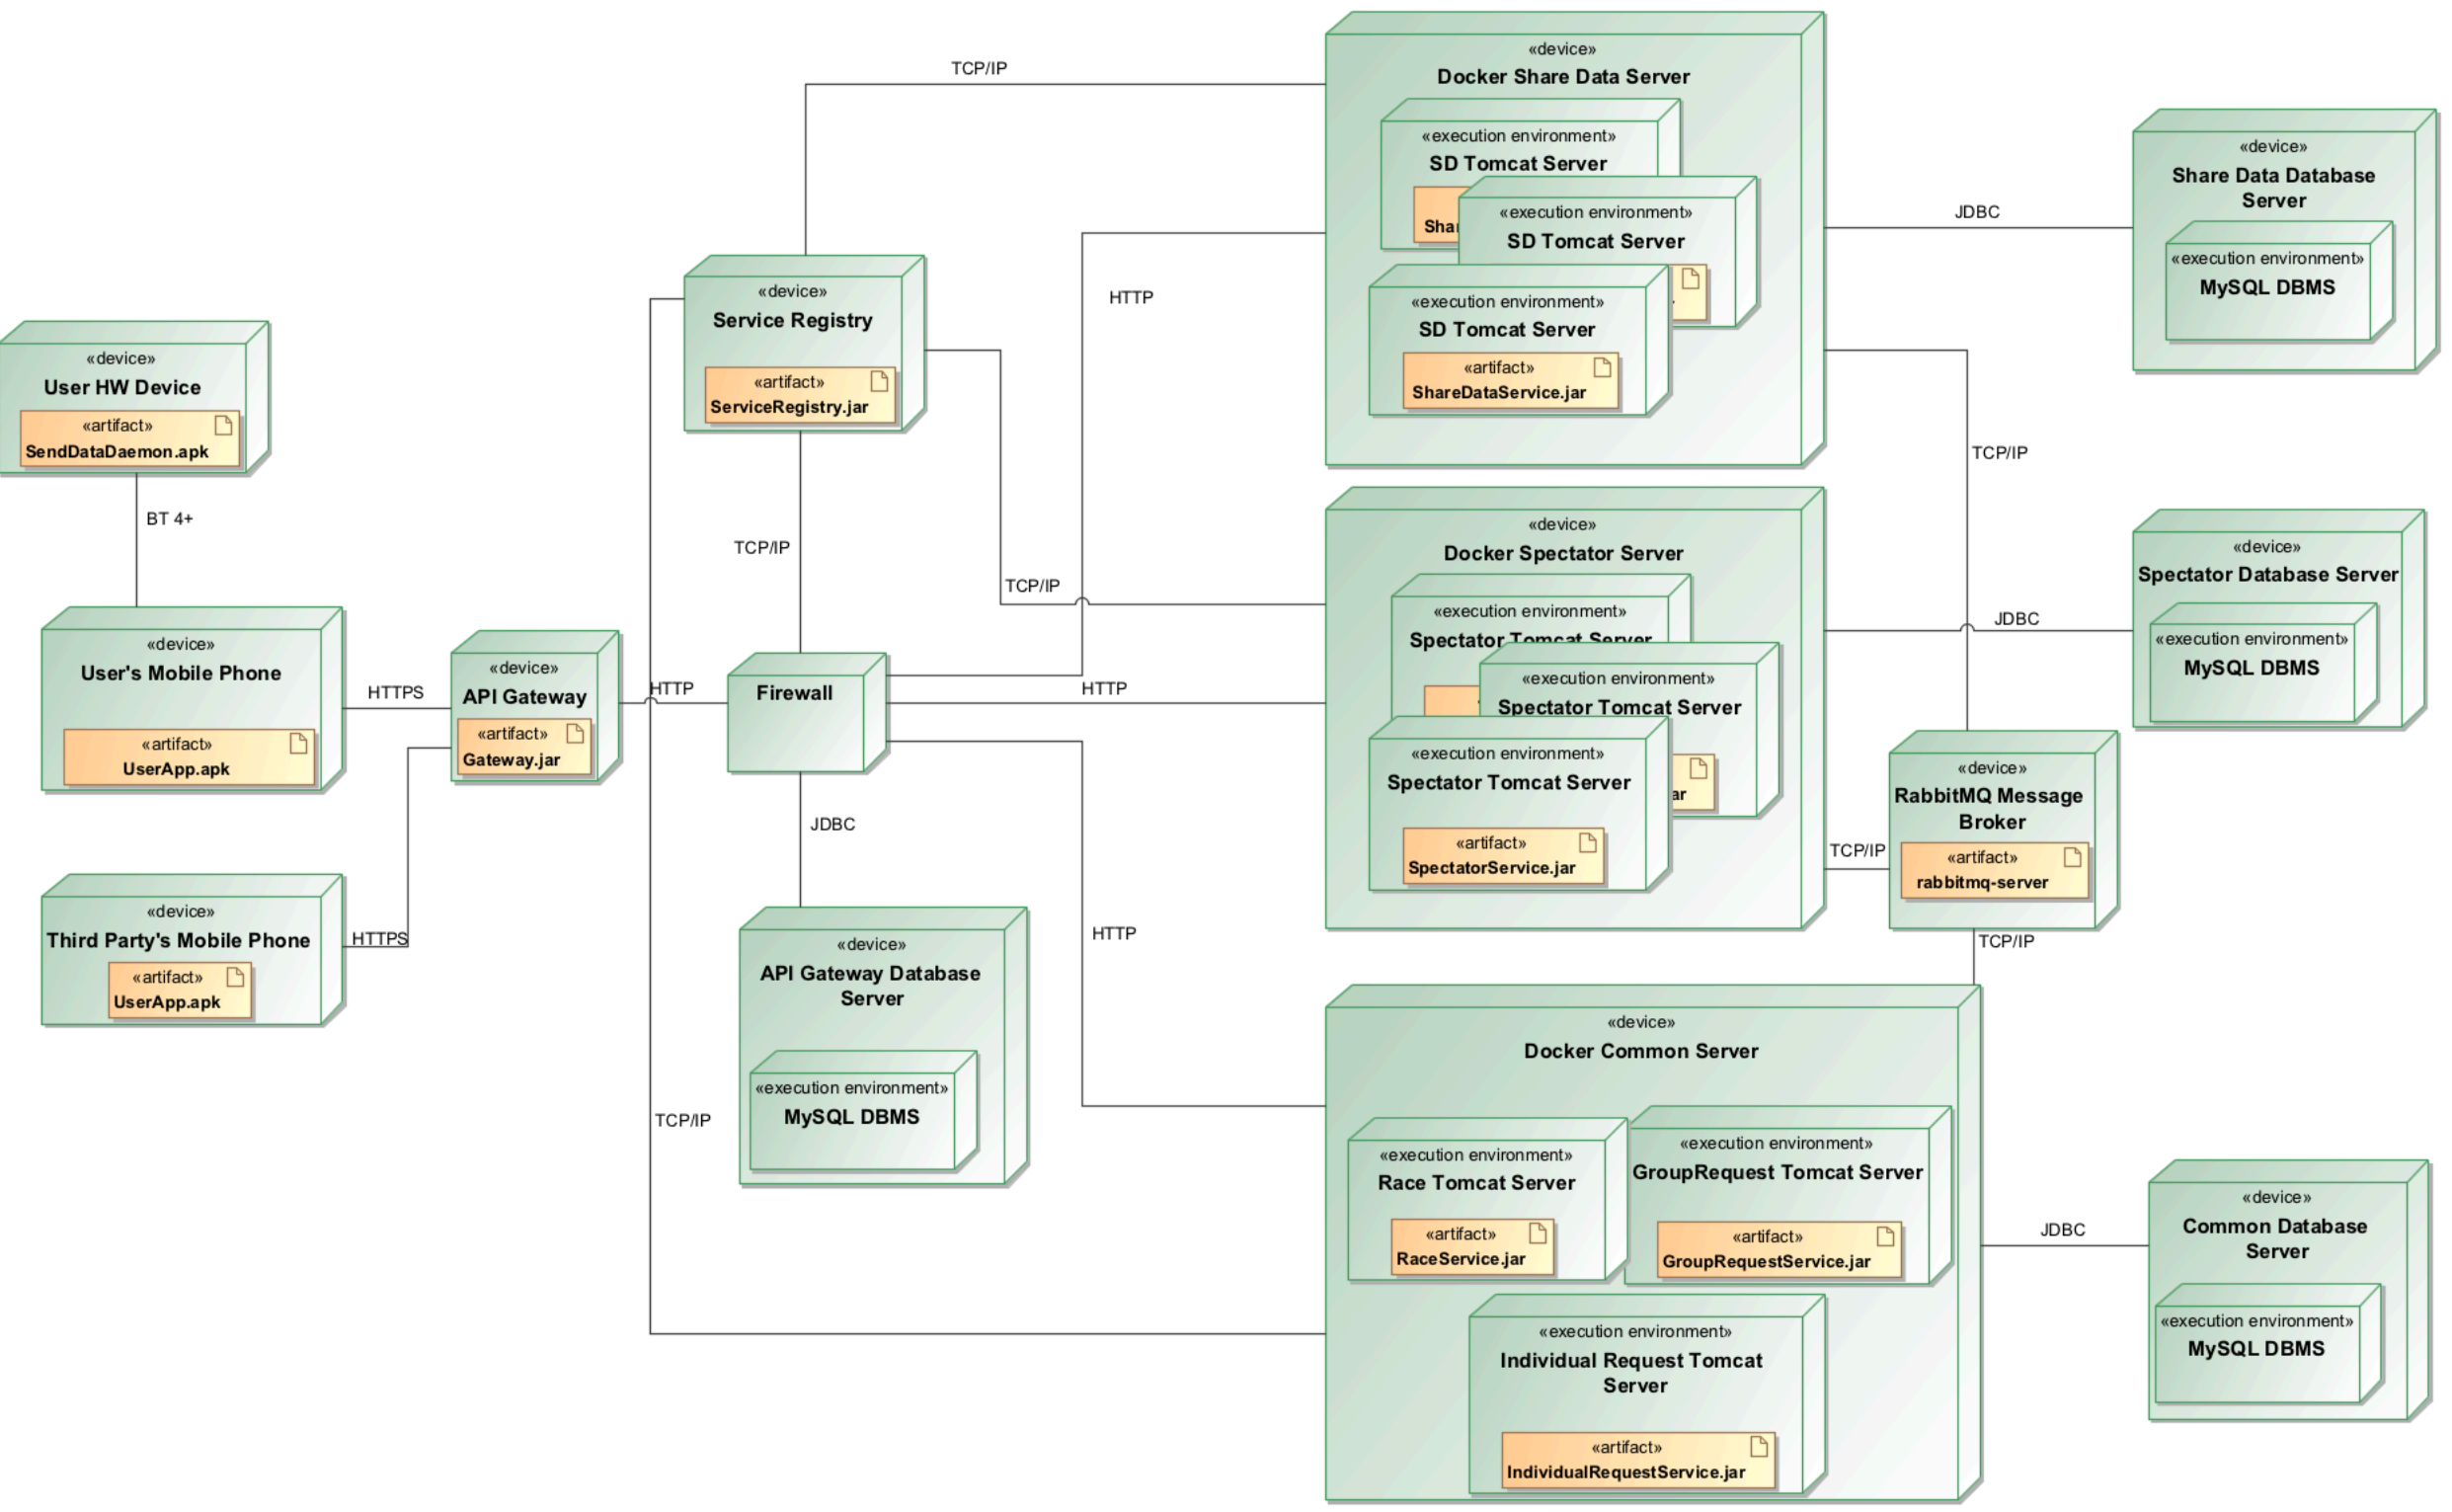 TCP/IP
«device»
Docker Share Data Server
«execution environment»
SD Tomcat Server
«execution environment»
SD Tomcat Server
«execution environment»
SD Tomcat Server
«artifact»
ShareDataService.jar
JDBC
«device»
Share Data Database
Server
«execution environment»
MySQL DBMS
«device»
Service Registry
«artifact»
ServiceRegistry.jar
HTTP
«device»
User HW Device
«artifact»
SendDataDaemon.apk
BT 4+
TCP/IP
TCP/IP
TCP/IP
«device»
Docker Spectator Server
«execution environment»
Spectator Tomcat Server
«execution environment»
Spectator Tomcat Server
«execution environment»
Spectator Tomcat Server
ar
«artifact»
SpectatorService.jar
JDBC
«device»
Spectator Database Server
«execution environment»
MySQL DBMS
«device»
User's Mobile Phone
«artifact»
UserApp.apk
HTTPS
«device»
API Gateway
«artifact»
Gateway.jar
HTTP
Firewall
HTTP
JDBC
«device»
RabbitMQ Message
Broker
«artifact»
rabbitmq-server
TCP/IP
TCP/IP
«device»
Third Party's Mobile Phone
«artifact»
UserApp.apk
HTTPS
«device»
API Gateway Database
Server
«execution environment»
MySQL DBMS
HTTP
TCP/IP
«device»
Docker Common Server
«execution environment»
Race Tomcat Server
«artifact»
RaceService.jar
«execution environment»
GroupRequest Tomcat Server
«artifact»
GroupRequestService.jar
«execution environment»
Individual Request Tomcat
Server
«artifact»
IndividualRequestService.jar
JDBC
«device»
Common Database
Server
«execution environment»
MySQL DBMS